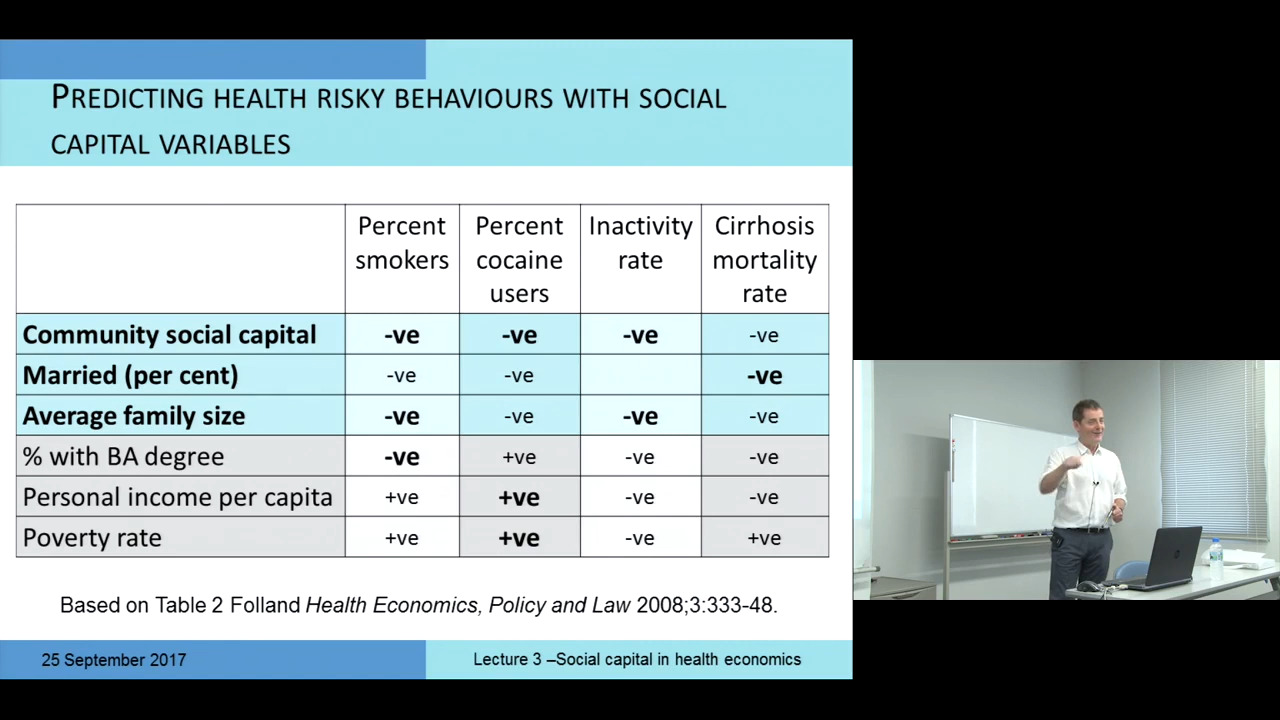 PREDICTING HEALTH RISKY BEHAVIOURS WITH SOCIAL
CAPITAL VARIABLES
Percent smokers
Percent cocaine users
Inactivity rate
Cirrhosis mortality rate
Community social capital -ve -ve -ve -ve
Married (per cent) -ve -ve -ve
Average family size -ve -ve -ve -ve
% with BA degree -ve +ve -ve -ve
Personal income per capita +ve +ve -ve -ve
Poverty rate +ve +ve -ve +ve
Based on Table 2 Folland Health Economics, Policy and Law 2008;3:333-48.
25 September 2017
Lecture 3 –Social capital in health economics